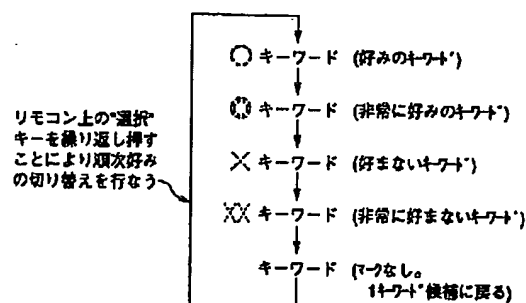 ○ キーワード (好みのキーワード)
◎ キーワード (非常に好みのキーワード)
リモコン上の"選択"
キーを繰り返し押す
ことにより順次好み
の切り替えを行なう
× キーワード (好まないキーワード)
×× キーワード (非常に好まないキーワード)
キーワード (マークなし。
1キーワード候補に戻る)